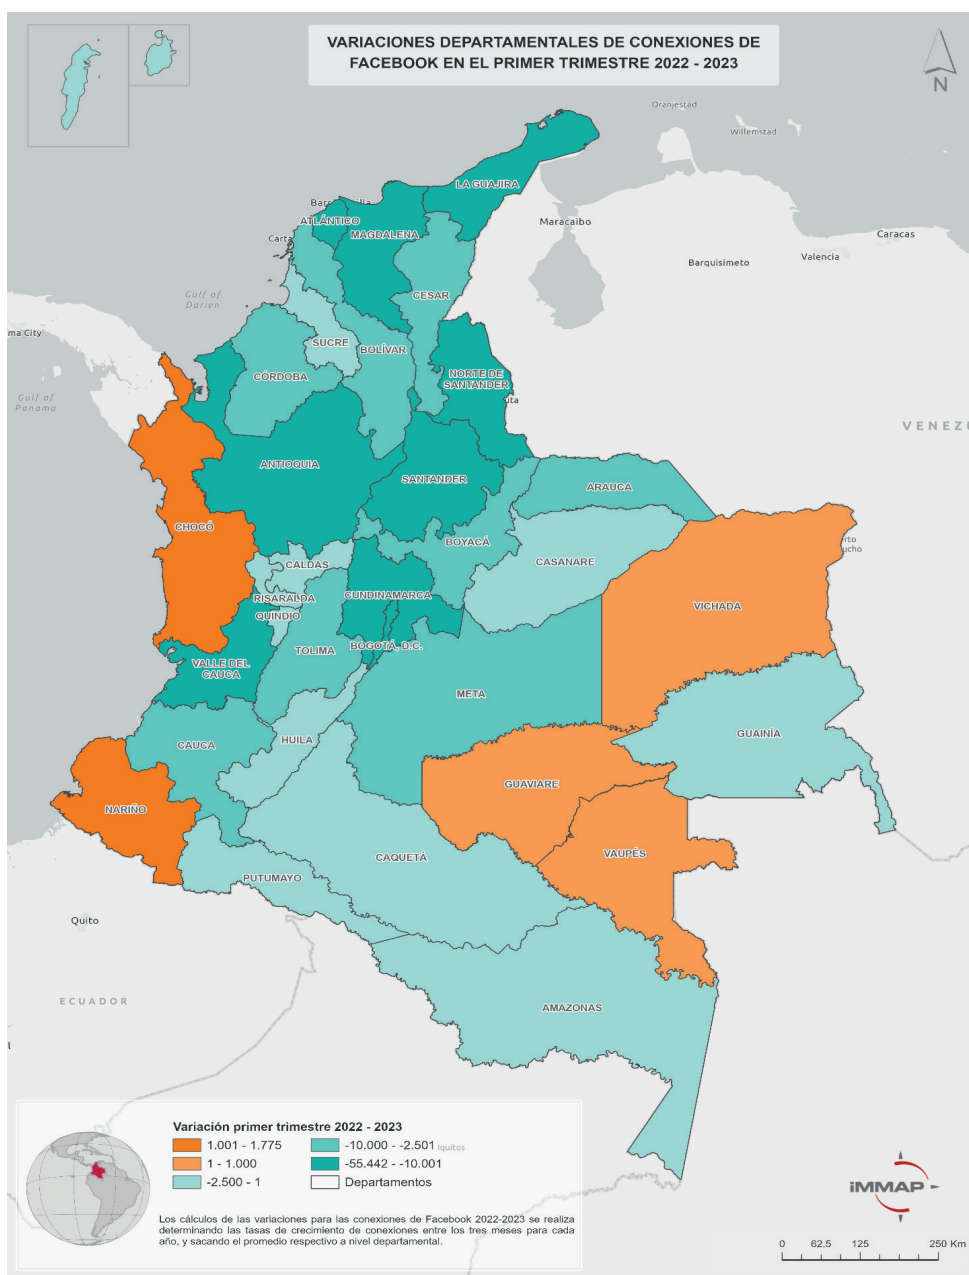 VARIACIONES DEPARTAMENTALES DE CONEXIONES DE
FACEBOOK EN EL PRIMER TRIMESTRE 2022 - 2023
N
Oranjestad
Willemstad
LA GUAJIRA
ATLÁNTICO
MAGDALENA
Maracaibo
Caracas
Valencia
Barquisimeto
CESAR
Gulf of
Darien
ma City
SUCRE
BOLÍVAR
CÓRDOBA
NORTE DE
SANTANDER
uta
Gulf of
Panama
VENEZU
ANTIOQUIA
SANTANDER
ARAUCA
CHOCÓ
BOYACÁ
CASANARE
CALDAS
RISARALDA
CUNDINAMARCA
VICHADA
QUINDIO
TOLIMA
BOGOTÁ, D.C.
VALLE DEL
CAUCA
META
CAUCA
HUILA
GUAINÍA
GUAVIARE
NARIÑO
VAUPÉS
CAQUETÁ
PUTUMAYO
Quito
ECUADOR
AMAZONAS
Variación primer trimestre 2022 - 2023
1.001 - 1.775
1 - 1.000
-2.500 - 1
-10.000 - -2.501
Iquitos
-55.442 - -10.001
Departamentos
Los cálculos de las variaciones para las conexiones de Facebook 2022-2023 se realiza
determinando las tasas de crecimiento de conexiones entre los tres meses para cada
año, y sacando el promedio respectivo a nivel departamental.
iMMAP
0 62,5 125 250 Km